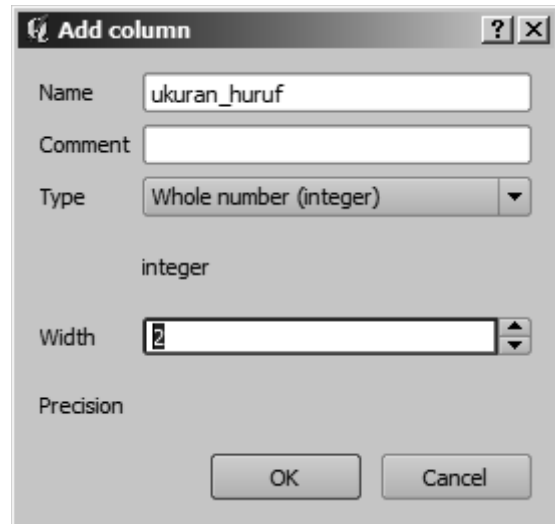 Add column
Name ukuran_huruf
Comment
Type Whole number (integer)
integer
Width 2
Precision
OK Cancel